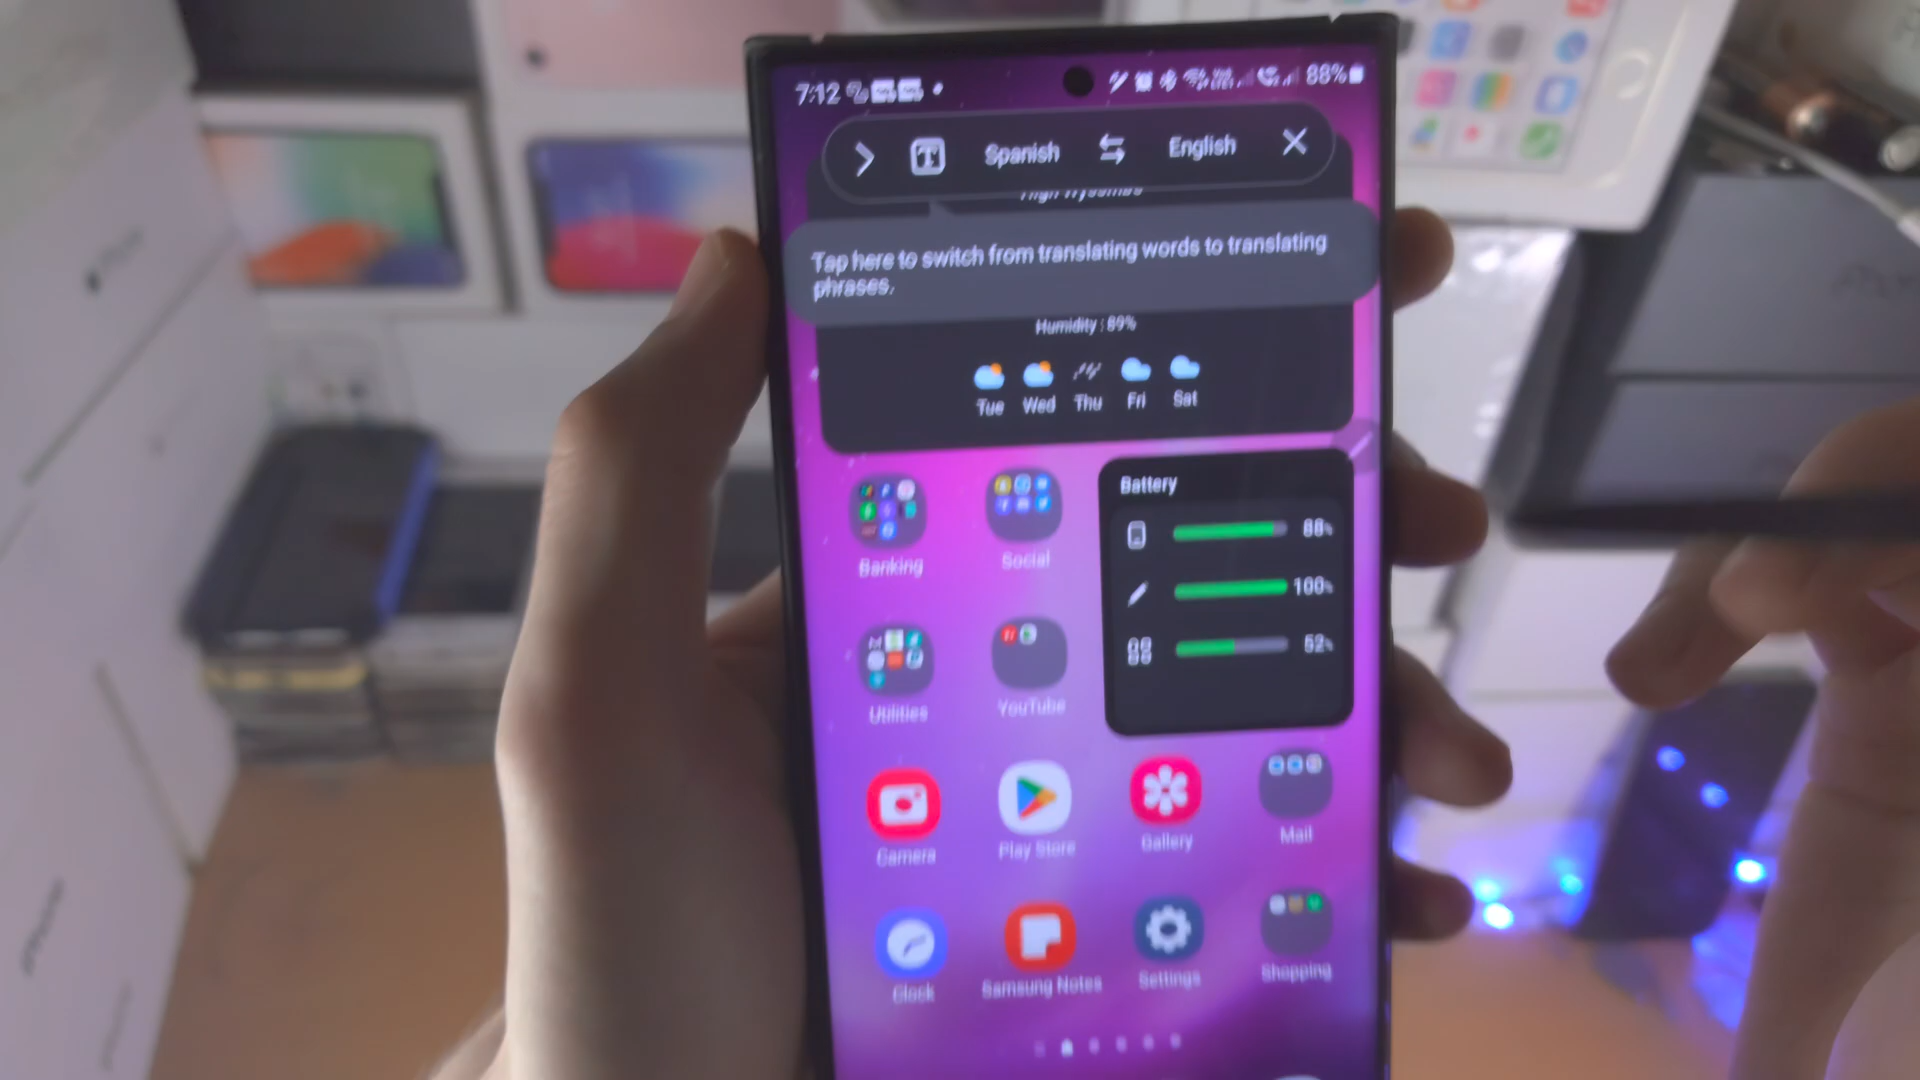 7:12
88%
Spanish
English
Tap here to switch from translating words to translating
phrases.
Humidity : 89%
Tue Wed Thu Fri Sat
Battery
88%
100%
52%
Banking
Social
Utilities
YouTube
Camera
Play Store
Gallery
Mail
Clock
Samsung Notes
Settings
Shopping